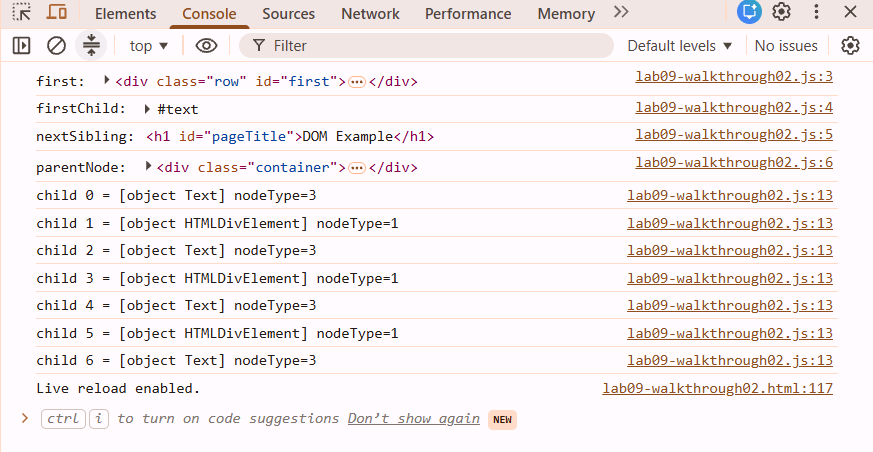 Elements Console Sources Network Performance Memory
top Filter Default levels No issues
first: <div class="row" id="first">…</div> lab09-walkthrough02.js:3
firstChild: #text lab09-walkthrough02.js:4
nextSibling: <h1 id="pageTitle">DOM Example</h1> lab09-walkthrough02.js:5
parentNode: <div class="container">…</div> lab09-walkthrough02.js:6
child 0 = [object Text] nodeType=3 lab09-walkthrough02.js:13
child 1 = [object HTMLDivElement] nodeType=1 lab09-walkthrough02.js:13
child 2 = [object Text] nodeType=3 lab09-walkthrough02.js:13
child 3 = [object HTMLDivElement] nodeType=1 lab09-walkthrough02.js:13
child 4 = [object Text] nodeType=3 lab09-walkthrough02.js:13
child 5 = [object HTMLDivElement] nodeType=1 lab09-walkthrough02.js:13
child 6 = [object Text] nodeType=3 lab09-walkthrough02.js:13
Live reload enabled. lab09-walkthrough02.html:117
ctrl i to turn on code suggestions Don't show again NEW